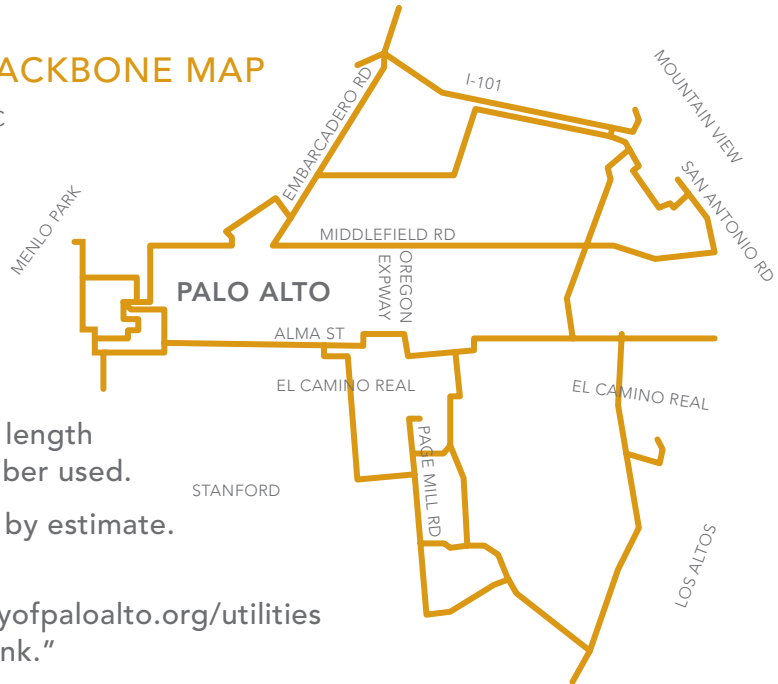 ACKBONE MAP
C
I-101
MOUNTAIN VIEW
EMBARCADERO RD
SAN ANTONIO RD
MENLO PARK
MIDDLEFIELD RD
OREGON
EXPWAY
PALO ALTO
ALMA ST
EL CAMINO REAL
EL CAMINO REAL
length
iber used.
PAGE MILL RD
STANFORD
by estimate.
LOS ALTOS
yofpaloalto.org/utilities
nk.”